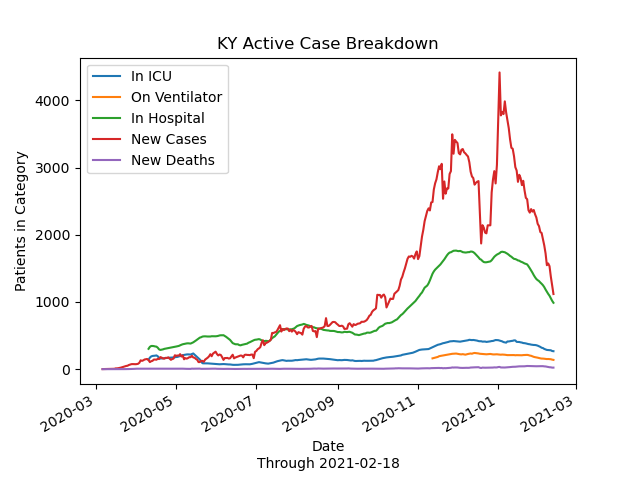 KY Active Case Breakdown
In ICU
On Ventilator
In Hospital
New Cases
New Deaths
Patients in Category
4000
3000
2000
1000
0
2020-03
2020-05
2020-07
2020-09
2020-11
2021-01
2021-03
Date
Through 2021-02-18